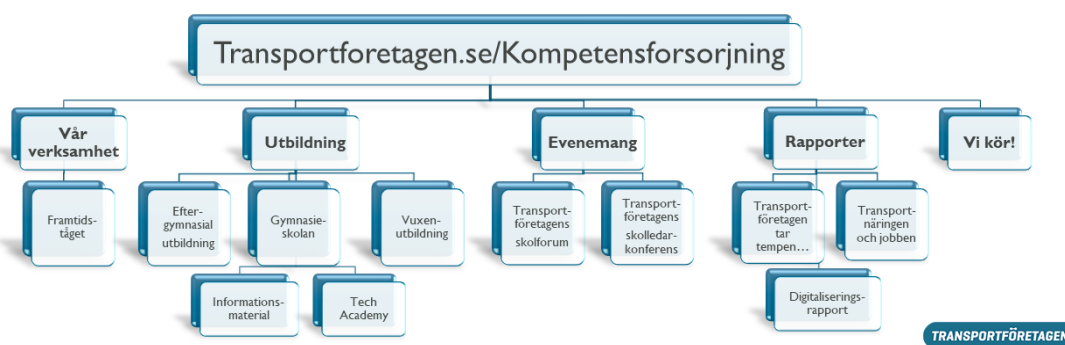 Transportforetagen.se/Kompetensforsorjning
Vår
verksamhet
Utbildning
Evenemang
Rapporter
Vi kör!
Framtids-
tåget
Efter-
gymnasial
utbildning
Gymnasie-
skolan
Vuxen-
utbildning
Transport-
företagens
skolforum
Transport-
företagens
skolledar-
konferens
Transport-
företagen
tar
tempen…
Transport-
näringen
och jobben
Informations-
material
Tech
Academy
Digitaliserings-
rapport
TRANSPORTFÖRETAGEN